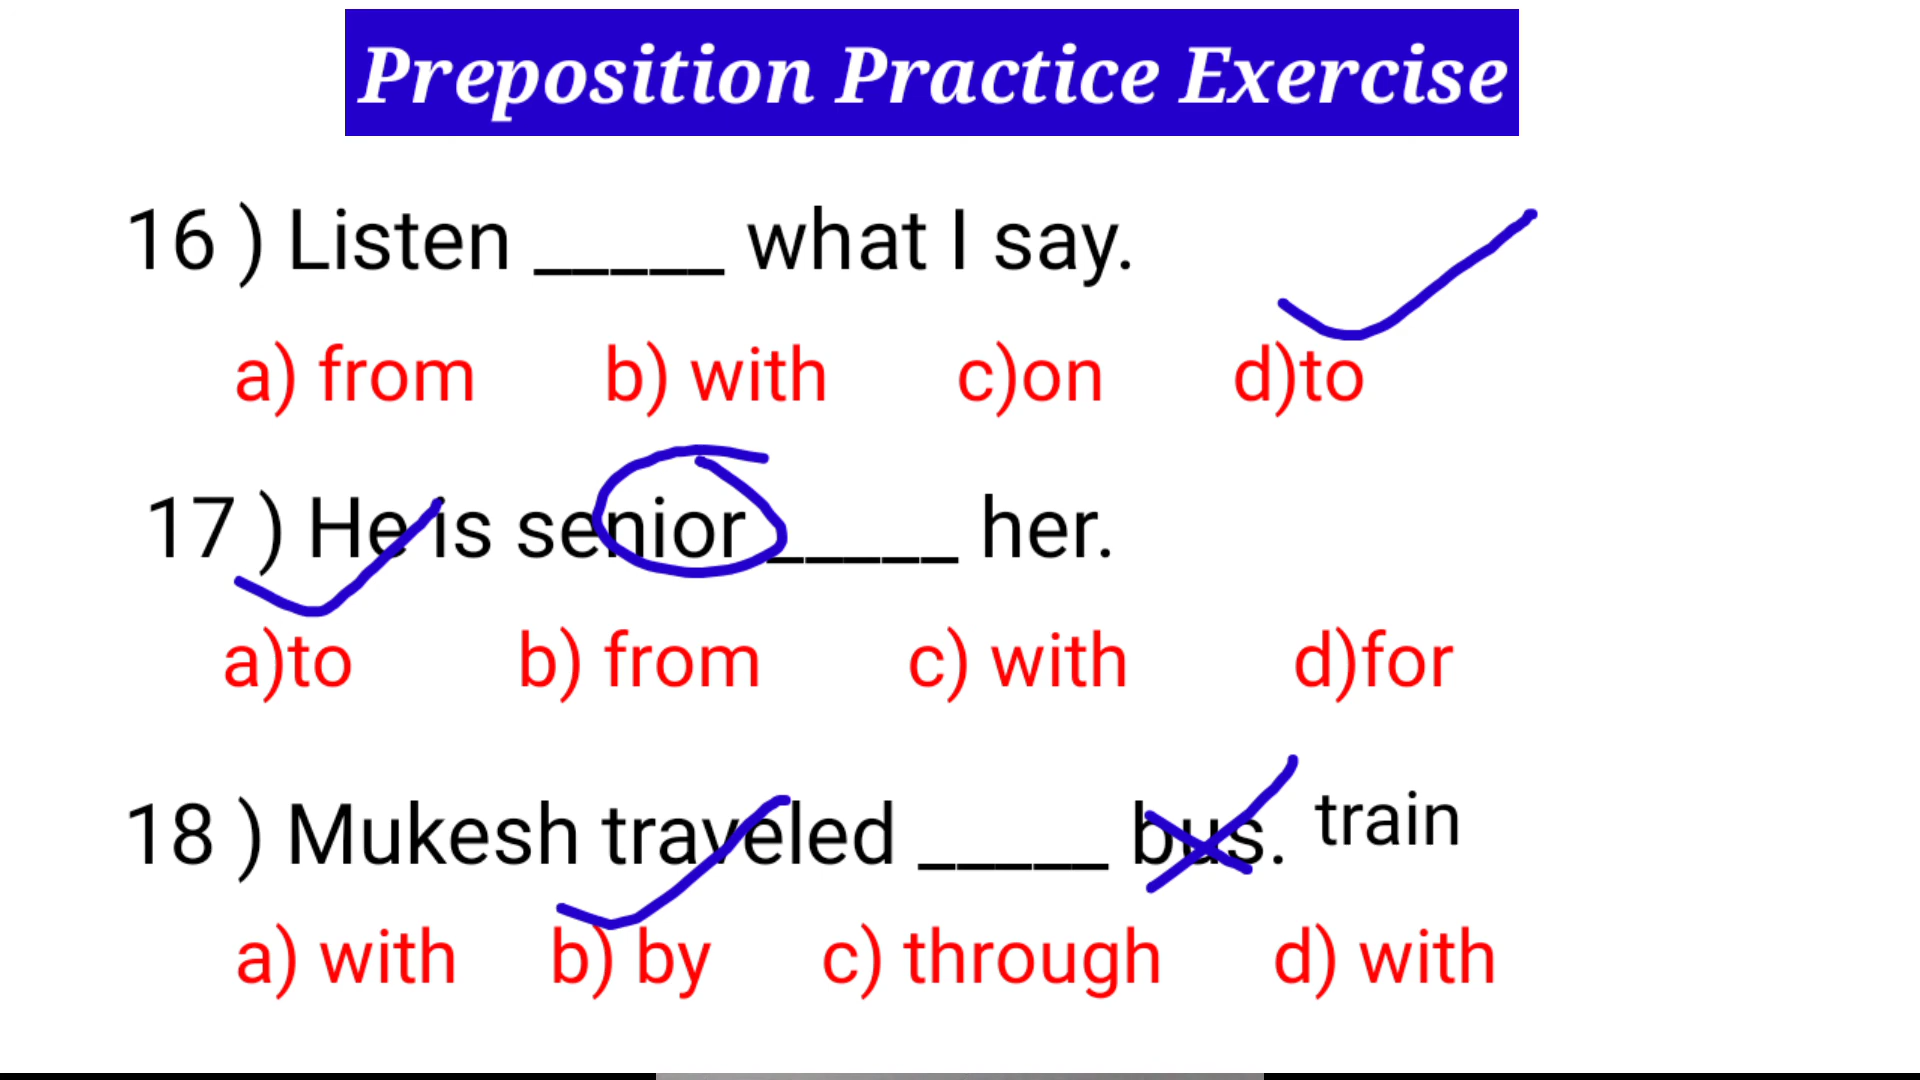 Preposition Practice Exercise
16 ) Listen _____ what I say.
a) from b) with c)on d)to
17 ) He is senior _____ her.
a)to b) from c) with d)for
18 ) Mukesh traveled _____ bus. train
a) with b) by c) through d) with